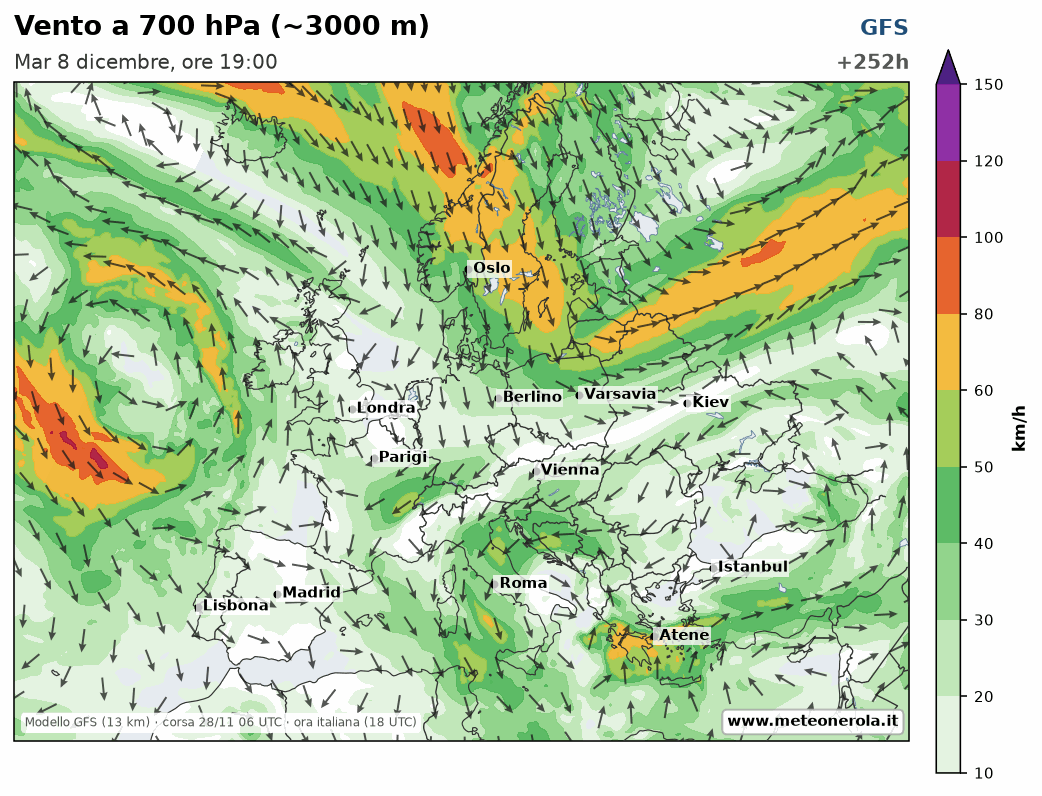 Vento a 700 hPa (~3000 m)
GFS
Mar 8 dicembre, ore 19:00
+252h
150
120
100
80
60
50
40
30
20
10
km/h
Oslo
Berlino
Varsavia
Kiev
Londra
Parigi
Vienna
Istanbul
Roma
Madrid
Lisbona
Atene
Modello GFS (13 km) · corsa 28/11 06 UTC · ora italiana (18 UTC)
www.meteonerola.it